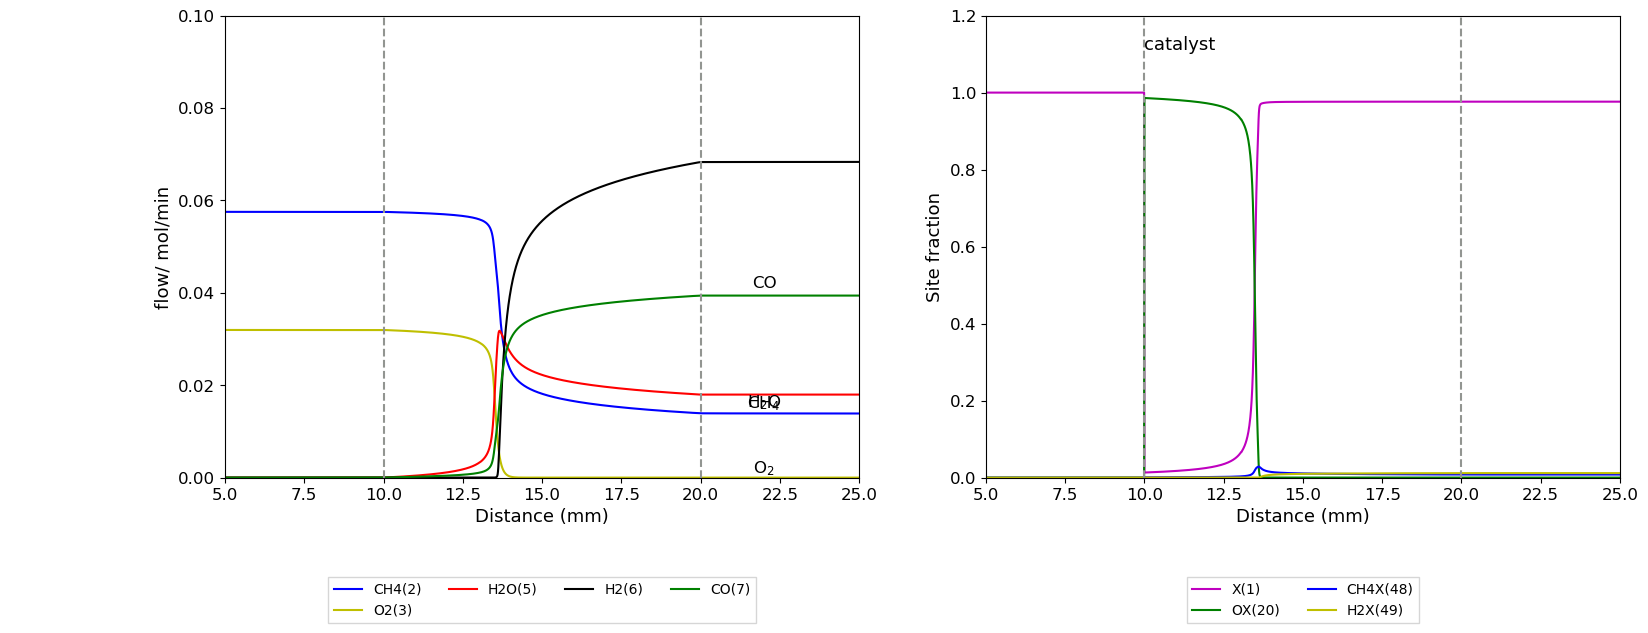 0.10
0.08
0.06
0.04
0.02
0.00
flow/ mol/min
CO
O₂
5.0 7.5 10.0 12.5 15.0 17.5 20.0 22.5 25.0
Distance (mm)
CH4(2) H2O(5) H2(6) CO(7)
O2(3)
1.2
1.0
0.8
0.6
0.4
0.2
0.0
Site fraction
catalyst
5.0 7.5 10.0 12.5 15.0 17.5 20.0 22.5 25.0
Distance (mm)
X(1) CH4X(48)
OX(20) H2X(49)